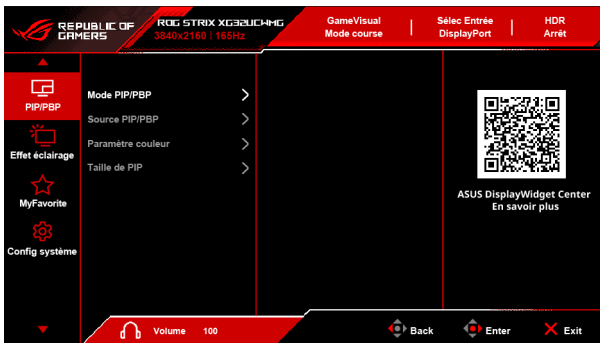 REPUBLIC OF
GAMERS
ROG STRIX XG32UCWMG
3840x2160 | 165Hz
GameVisual
Mode course
Sélec Entrée
DisplayPort
HDR
Arrêt
PIP/PBP
Effet éclairage
MyFavorite
Config système
Mode PIP/PBP
Source PIP/PBP
Paramètre couleur
Taille de PIP
ASUS DisplayWidget Center
En savoir plus
Volume 100
Back
Enter
Exit